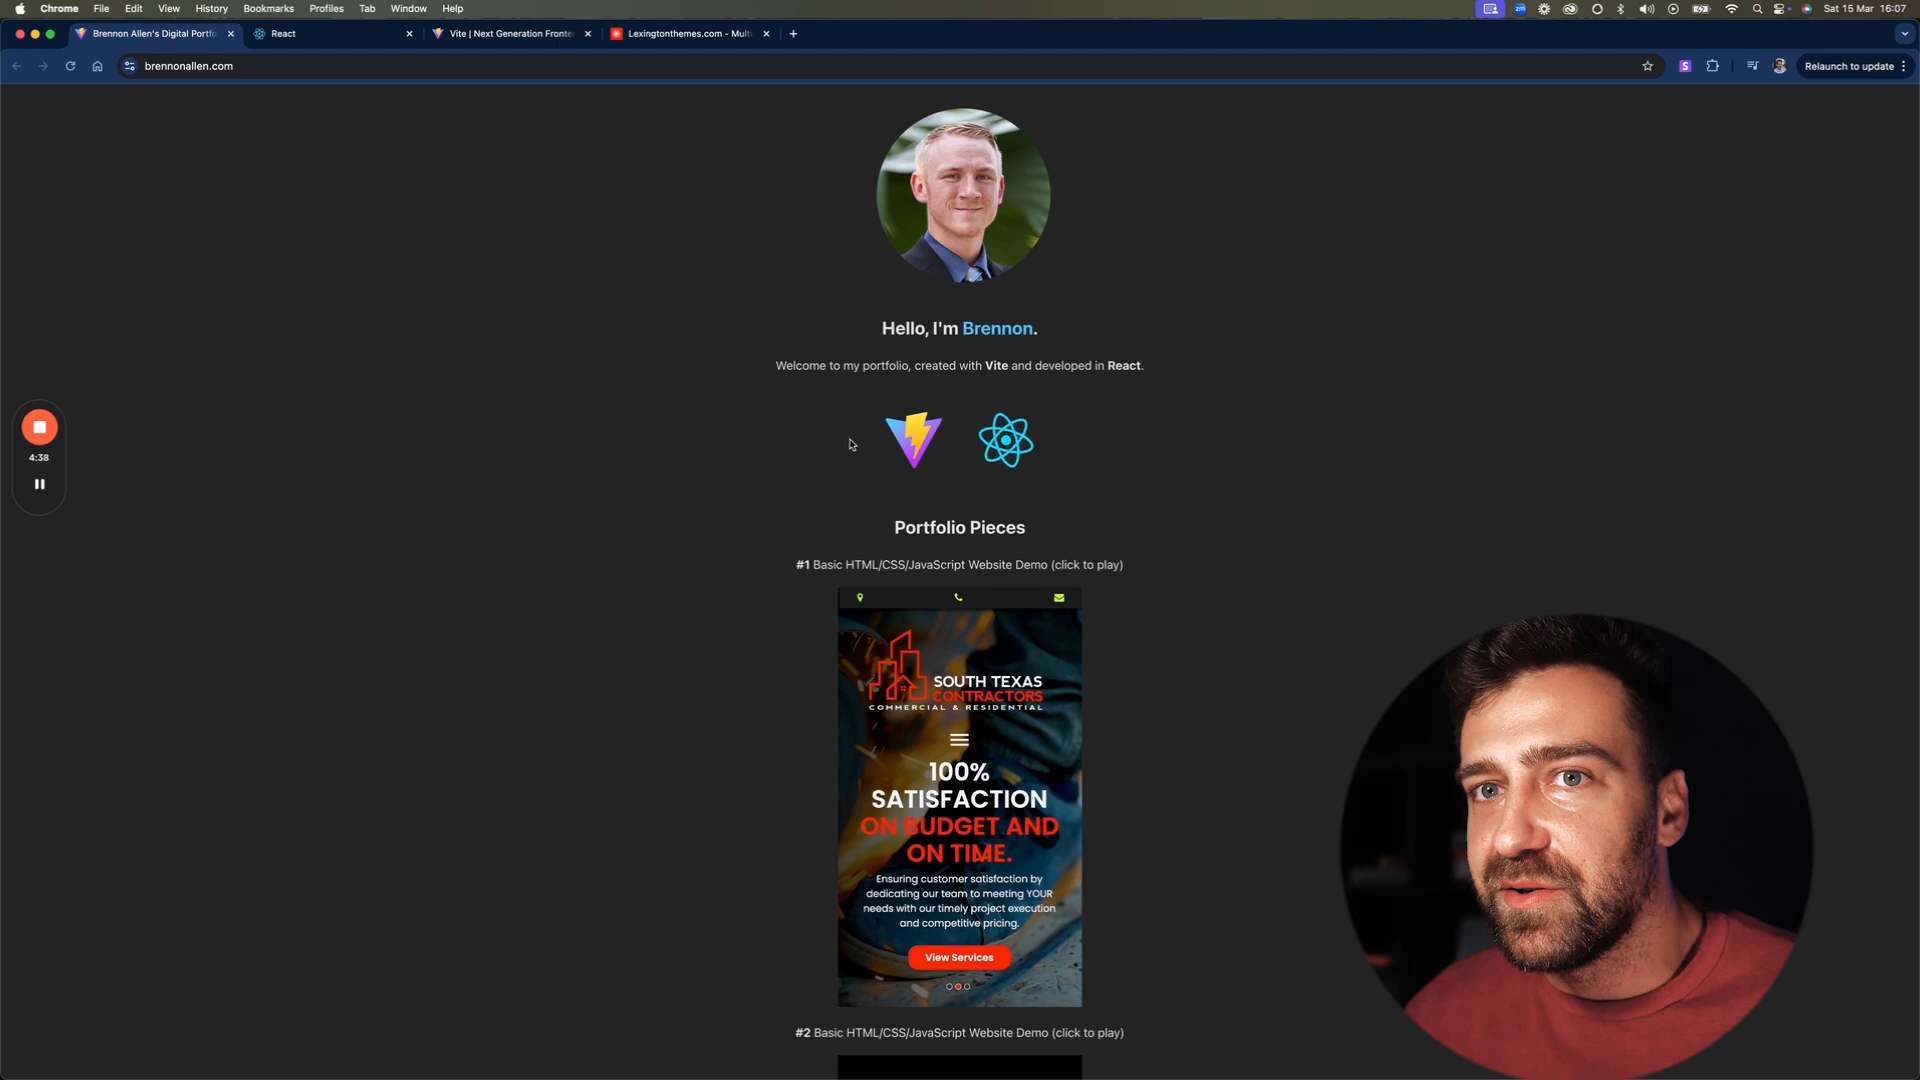 Chrome File Edit View History Bookmarks Profiles Tab Window Help
Sat 15 Mar 16:07
Brennon Allen's Digital Portfo
React
Vite | Next Generation Fronte
Lexingtonthemes.com - Mult
brennonallen.com
Relaunch to update
Hello, I'm Brennon.
Welcome to my portfolio, created with Vite and developed in React.
4:38
Portfolio Pieces
#1 Basic HTML/CSS/JavaScript Website Demo (click to play)
SOUTH TEXAS
CONTRACTORS
COMMERCIAL & RESIDENTIAL
100%
SATISFACTION
ON BUDGET AND
ON TIME.
Ensuring customer satisfaction by
dedicating our team to meeting YOUR
needs with our timely project execution
and competitive pricing.
View Services
#2 Basic HTML/CSS/JavaScript Website Demo (click to play)